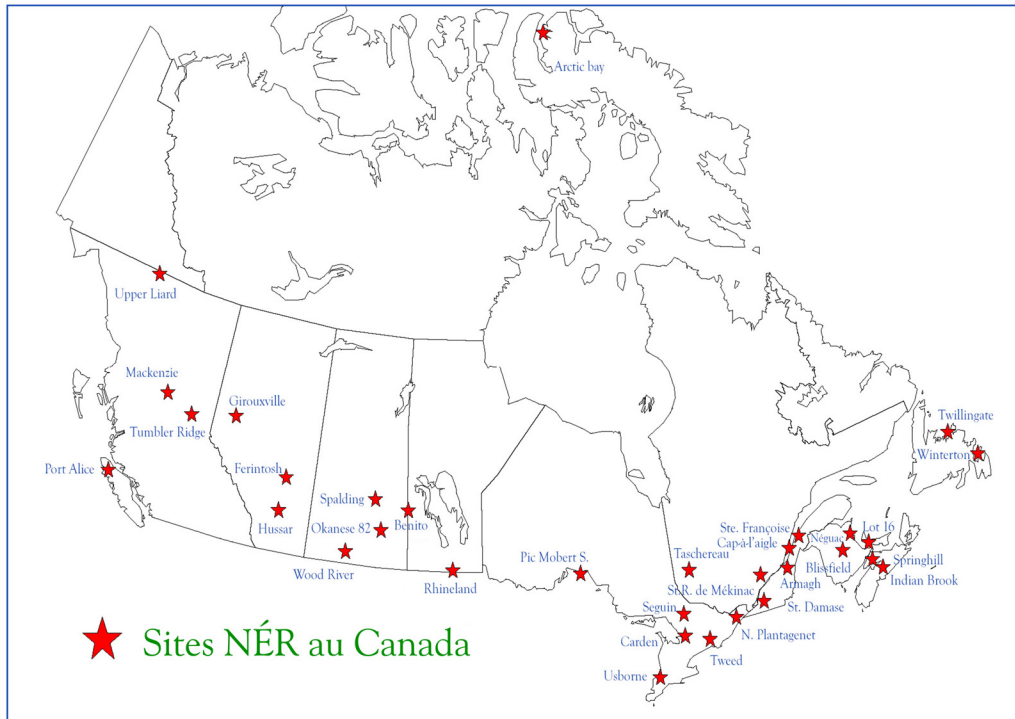 Arctic bay
Upper Liard
Mackenzie
Girouxville
Tumbler Ridge
Twillingate
Winterton
Port Alice
Ferintosh
Spalding
Hussar
Okanese 82
Benito
Wood River
Rhineland
Pic Mobert S.
Ste. Françoise
Cap-à-l'aigle
Néguac
Lot 16
Taschereau
Blissfield
Springhill
Indian Brook
Armagh
St.R. de Mékinac
St. Damase
Seguin
N. Plantagenet
Carden
Tweed
Usborne
Sites NÉR au Canada